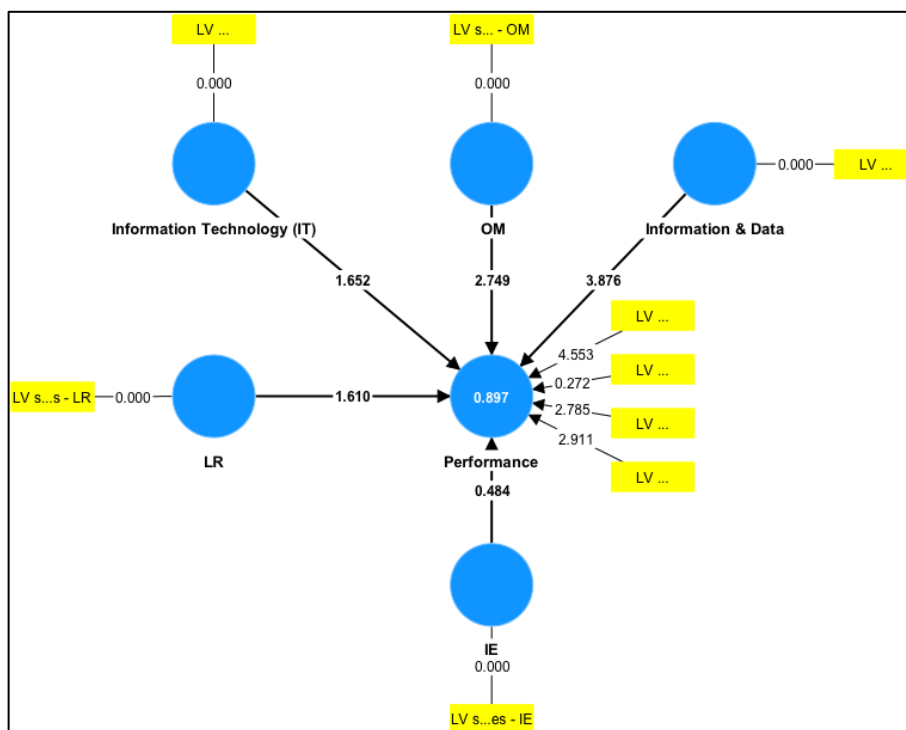 LV ...
LV s... - OM
0.000
0.000
0.000
LV ...
Information Technology (IT)
OM
Information & Data
1.652
2.749
3.876
LV ...
4.553
LV ...
0.272
LV s...s - LR
0.000
1.610
0.897
2.785
LV ...
2.911
LR
Performance
LV ...
0.484
IE
0.000
LV s...es - IE